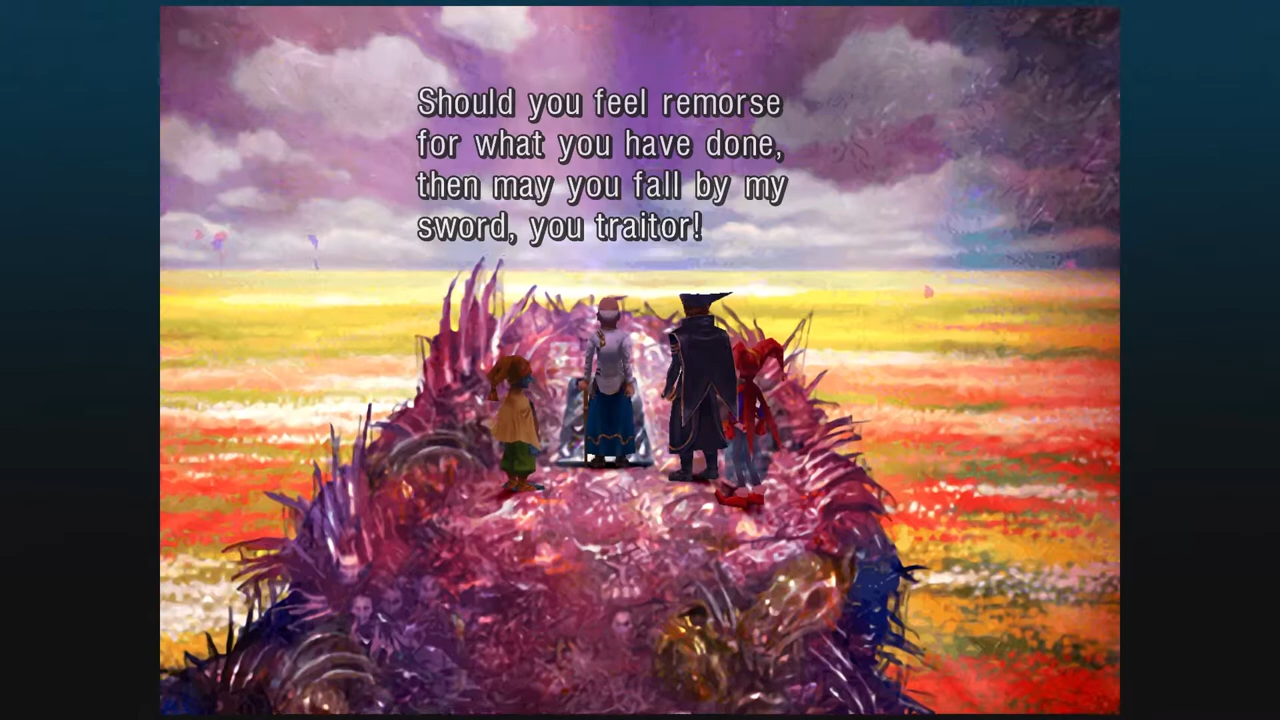 Should you feel remorse
for what you have done,
then may you fall by my
sword, you traitor!